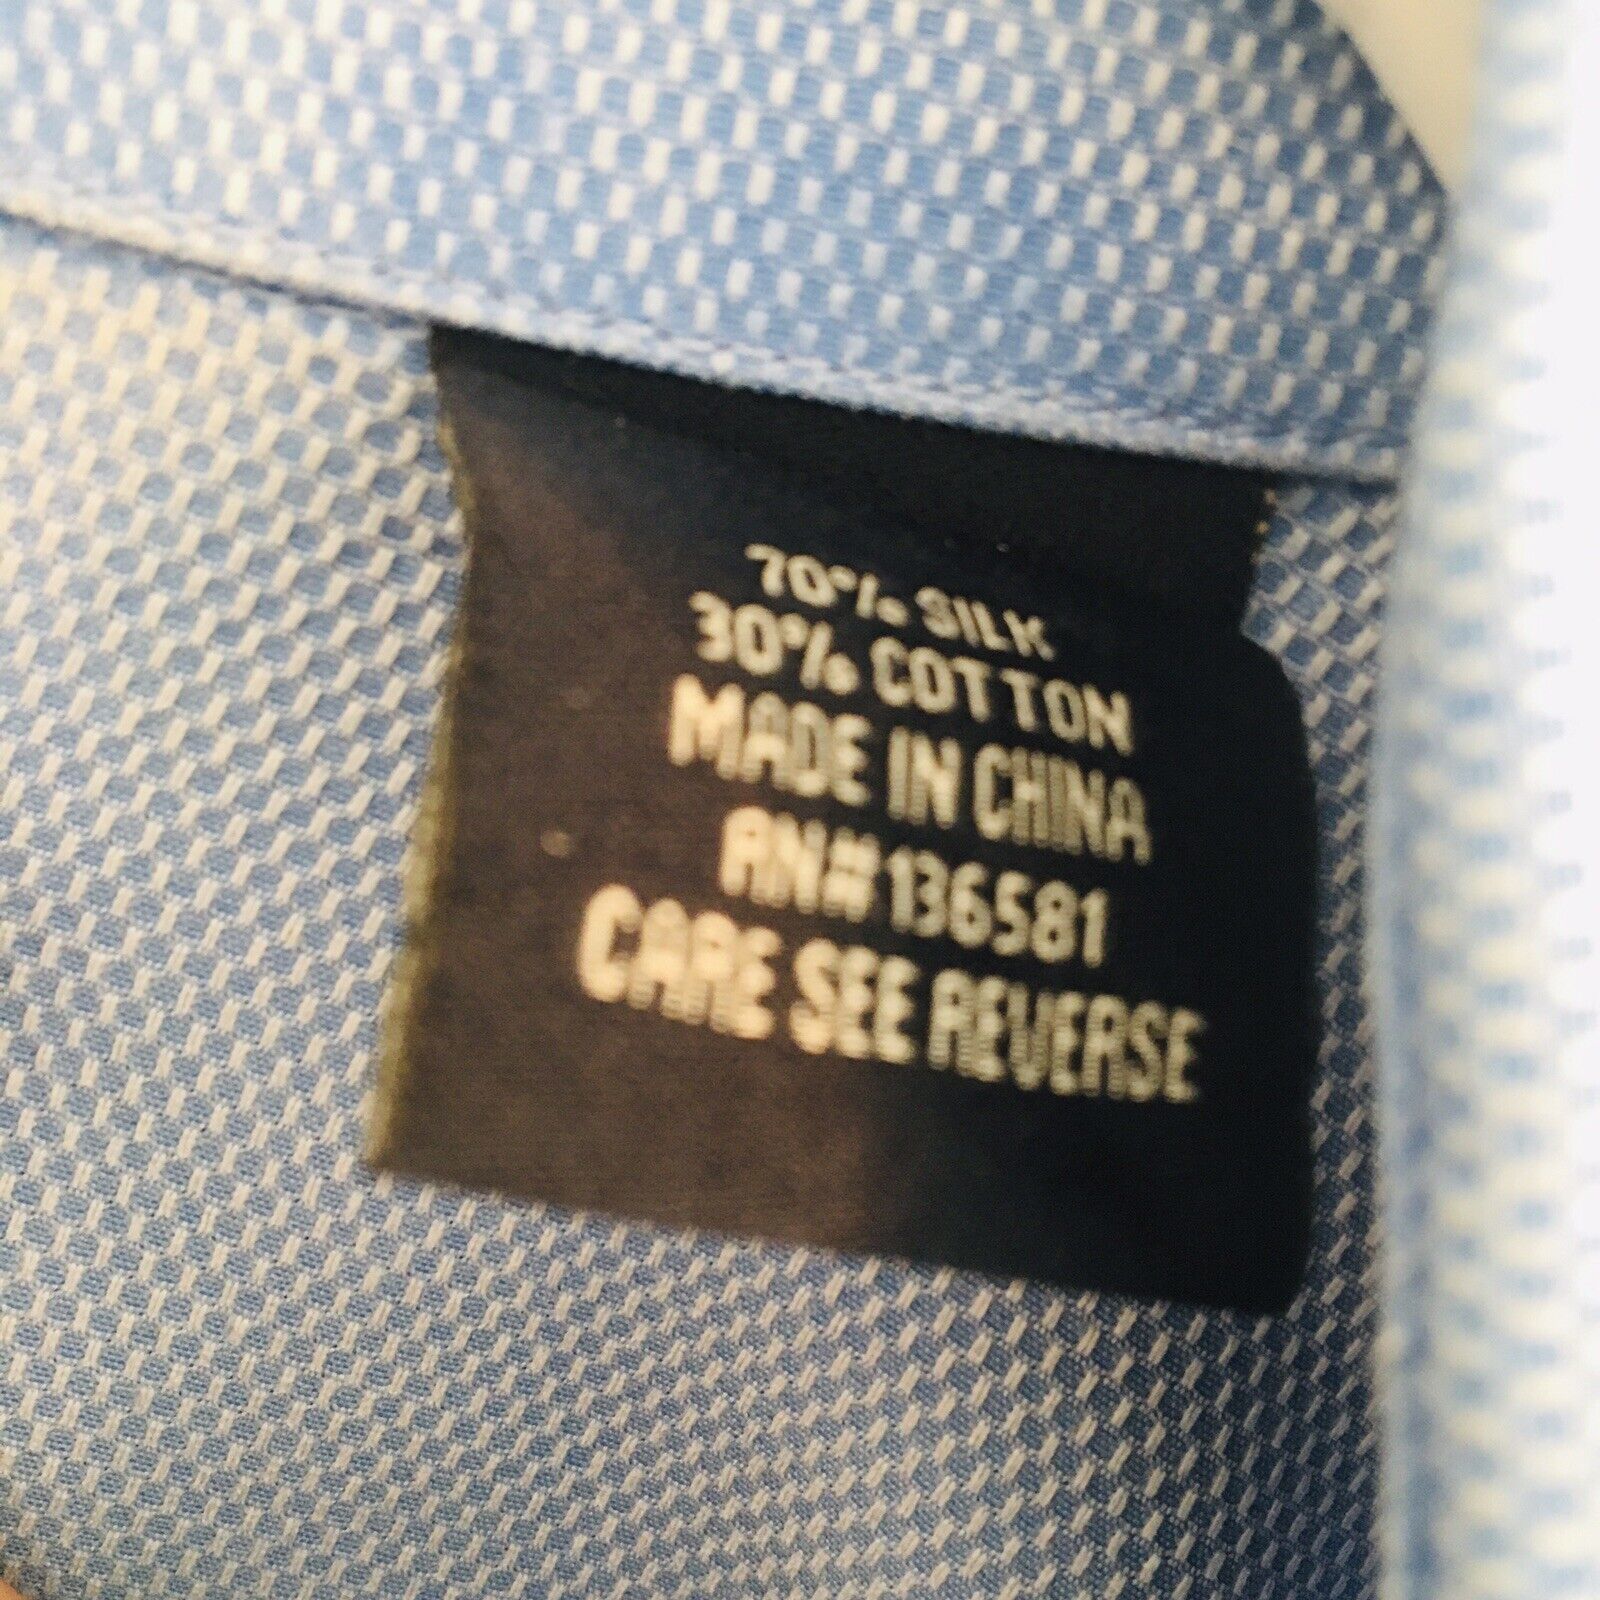 70% SILK
30% COTTON
MADE IN CHINA
RN#136581
CARE SEE REVERSE